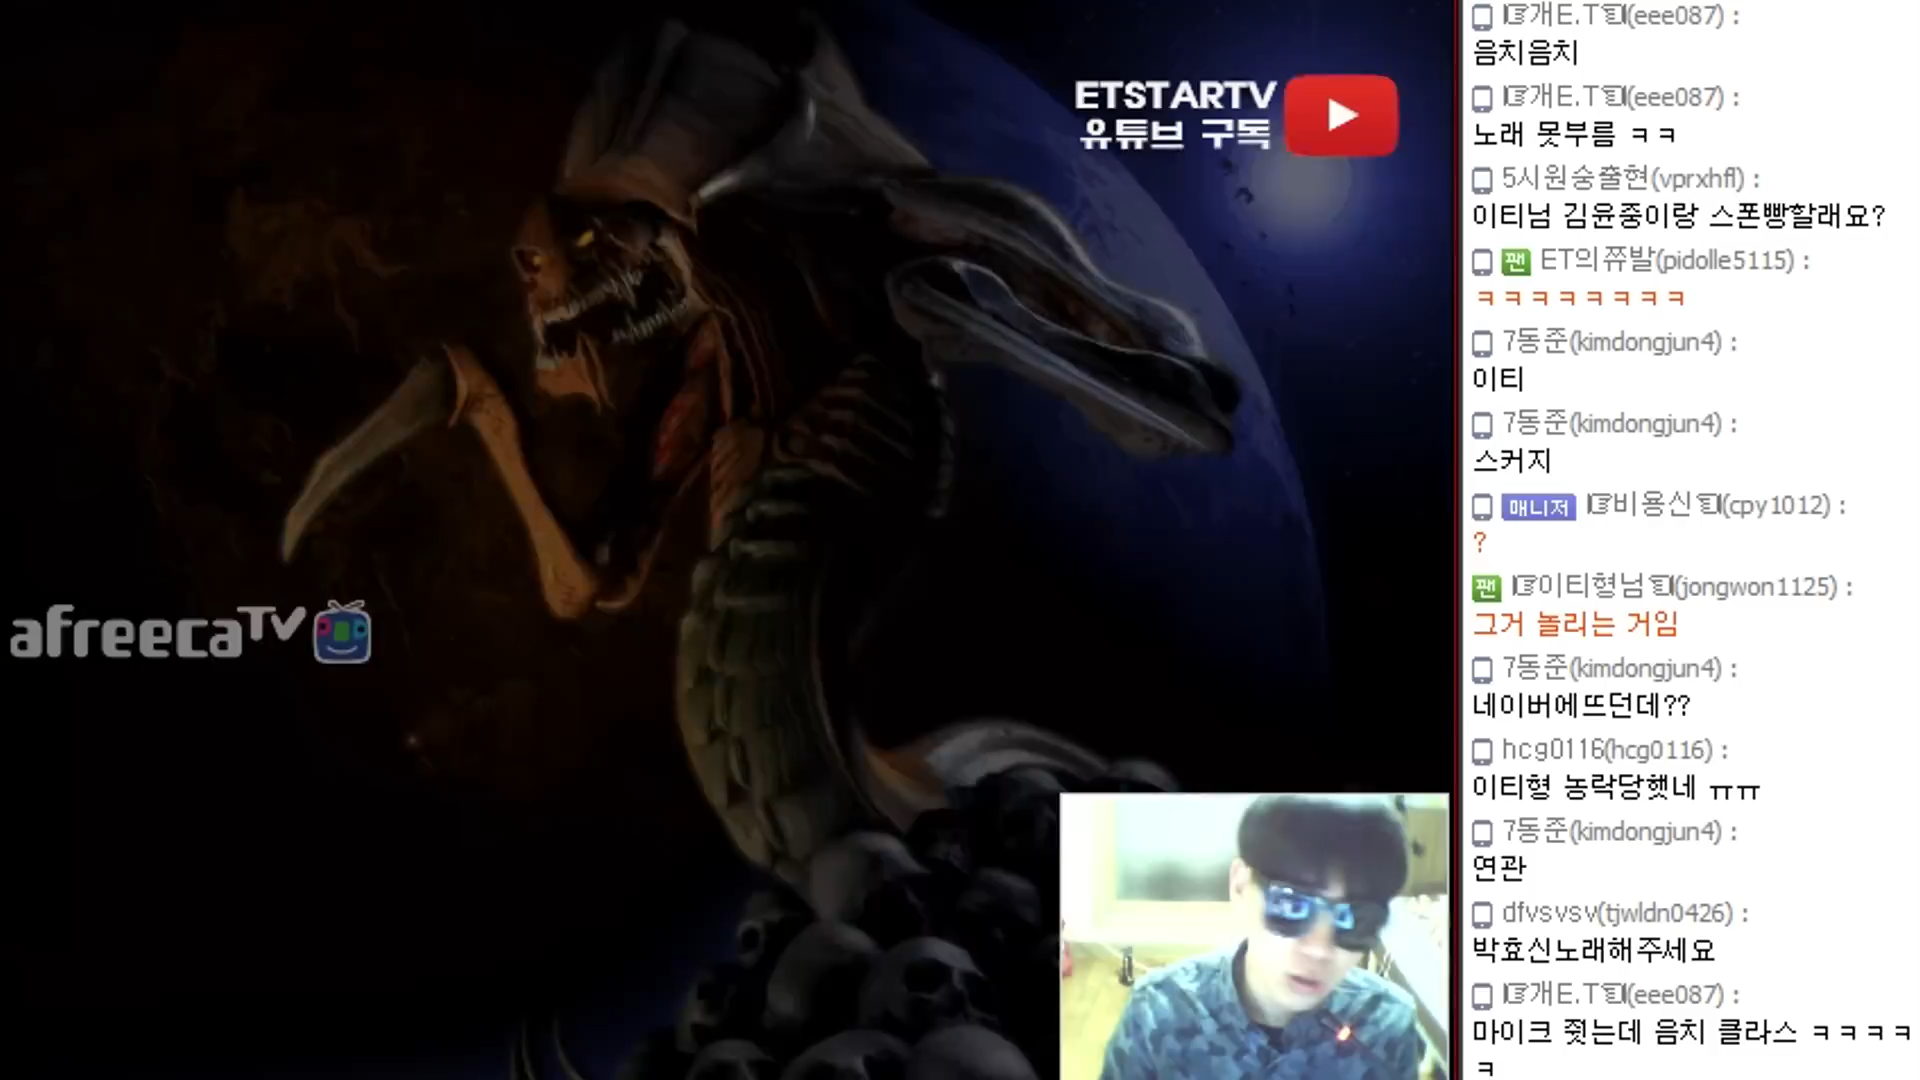 ETSTARTV
유튜브 구독
afreecaTV
☞개E.T☜(eee087) :
음치음치
☞개E.T☜(eee087) :
노래 못부름 ㅋㅋ
5시원숭쥴현(vprxhfl) :
이티넘 김윤중이랑 스폰빵할래요?
팬 ET의쮸발(pidolle5115) :
ㅋㅋㅋㅋㅋㅋㅋㅋ
7동준(kimdongjun4) :
이티
7동준(kimdongjun4) :
스커지
매니저 ☞비용신☜(cpy1012) :
?
팬 ☞이티형님☜(jongwon1125) :
그거 놀리는 거임
7동준(kimdongjun4) :
네이버에뜨던데??
hcg0116(hcg0116) :
이티형 농락당햇네 ㅠㅠ
7동준(kimdongjun4) :
연관
dfvsvsv(tjwldn0426) :
박효신노래해주세요
☞개E.T☜(eee087) :
마이크 쥣는데 음치 클라스 ㅋㅋㅋㅋ
ㅋ